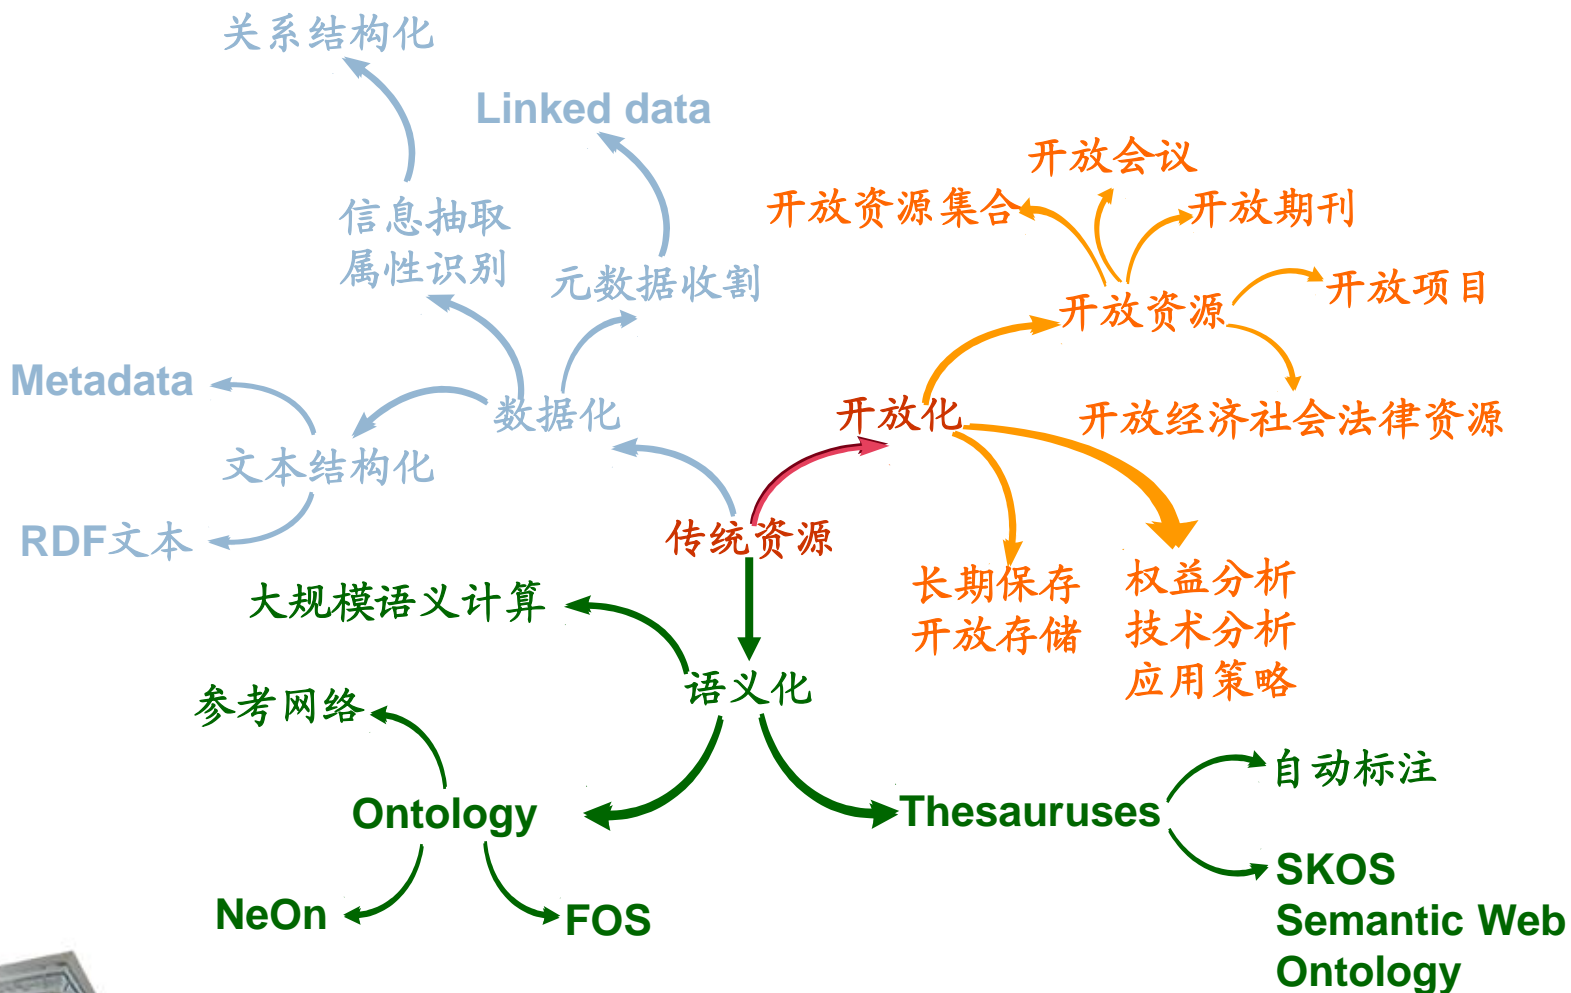 关系结构化
Linked data
信息抽取
属性识别
元数据收割
Metadata
数据化
文本结构化
RDF文本
开放会议
开放资源集合
开放期刊
开放资源
开放项目
开放化
开放经济社会法律资源
传统资源
长期保存
开放存储
权益分析
技术分析
应用策略
大规模语义计算
语义化
参考网络
Ontology
NeOn
FOS
Thesauruses
自动标注
SKOS
Semantic Web
Ontology